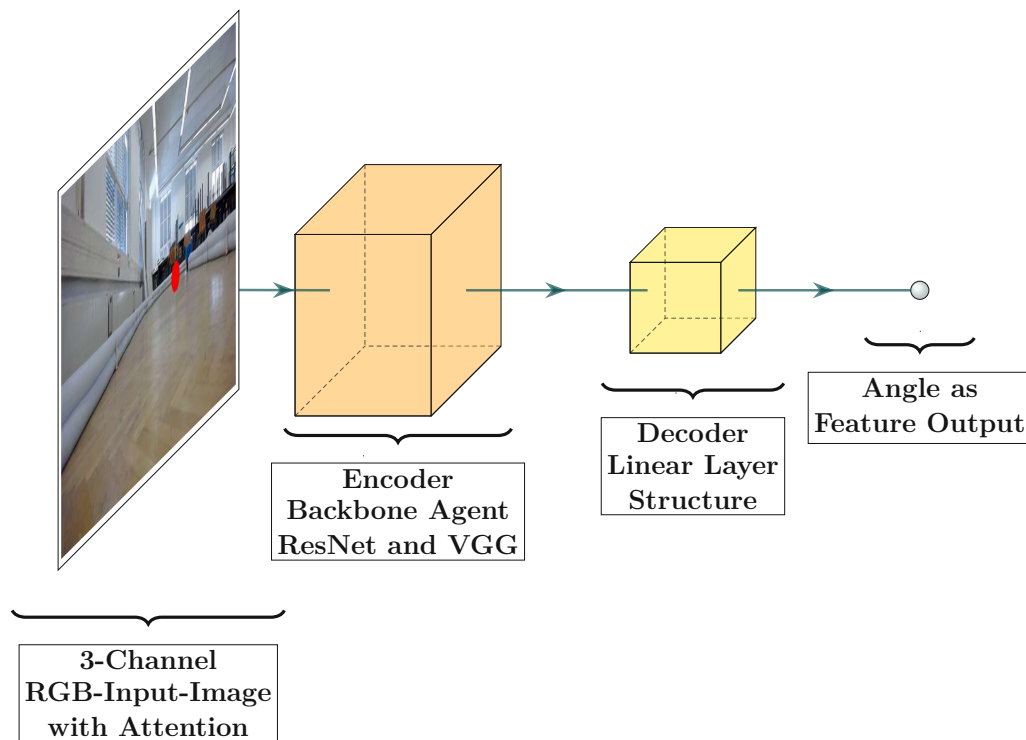 3-Channel
RGB-Input-Image
with Attention
Encoder
Backbone Agent
ResNet and VGG
Decoder
Linear Layer
Structure
Angle as
Feature Output